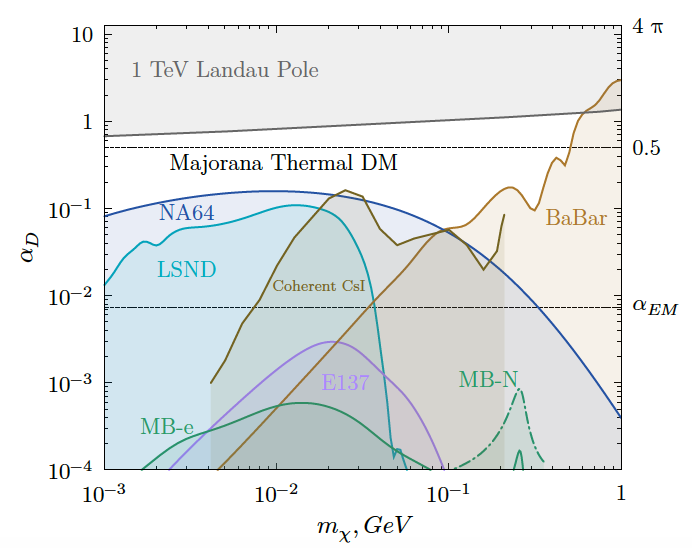 10
4 π
1 TeV Landau Pole
1
0.5
Majorana Thermal DM
10⁻¹
NA64
BaBar
α_D
LSND
Coherent CsI
10⁻²
α_EM
E137
MB-N
10⁻³
MB-e
10⁻⁴
10⁻³ 10⁻² 10⁻¹ 1
m_χ, GeV